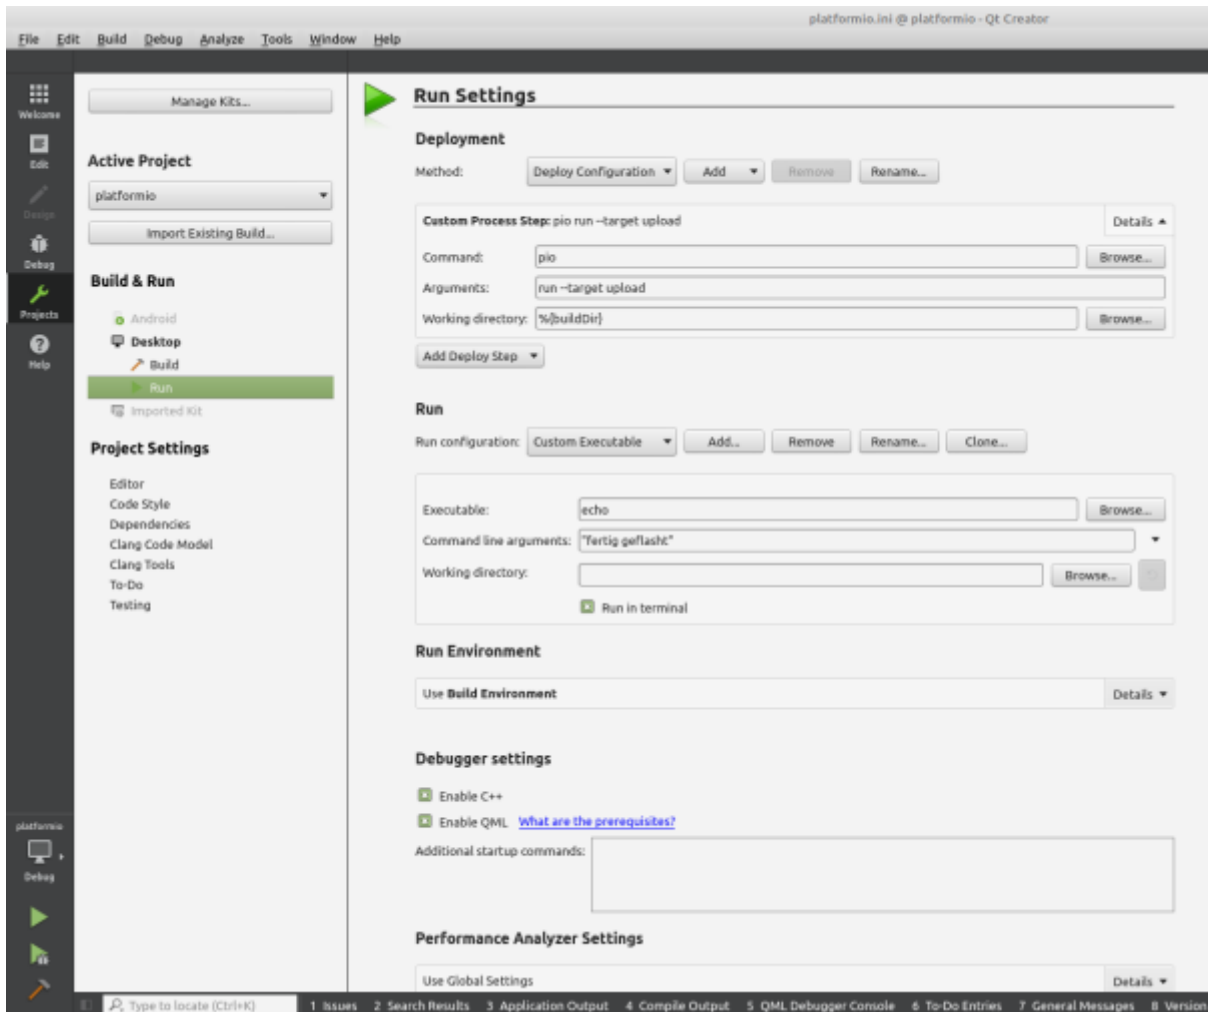 platformio.ini @ platformio - Qt Creator
File Edit Build Debug Analyze Tools Window Help
Welcome
Edit
Design
Debug
Projects
Help
platformio
Debug
Manage Kits...
Active Project
platformio
Import Existing Build...
Build & Run
Android
Desktop
Build
Run
Imported Kit
Project Settings
Editor
Code Style
Dependencies
Clang Code Model
Clang Tools
To-Do
Testing
Run Settings
Deployment
Method: Deploy Configuration Add Remove Rename...
Custom Process Step: pio run --target upload Details
Command: pio Browse...
Arguments: run --target upload
Working directory: %{buildDir} Browse...
Add Deploy Step
Run
Run configuration: Custom Executable Add... Remove Rename... Clone...
Executable: echo Browse...
Command line arguments: "fertig geflasht"
Working directory: Browse...
Run in terminal
Run Environment
Use Build Environment Details
Debugger settings
Enable C++
Enable QML What are the prerequisites?
Additional startup commands:
Performance Analyzer Settings
Use Global Settings Details
Type to locate (Ctrl+K) 1 Issues 2 Search Results 3 Application Output 4 Compile Output 5 QML Debugger Console 6 To-Do Entries 7 General Messages 8 Version